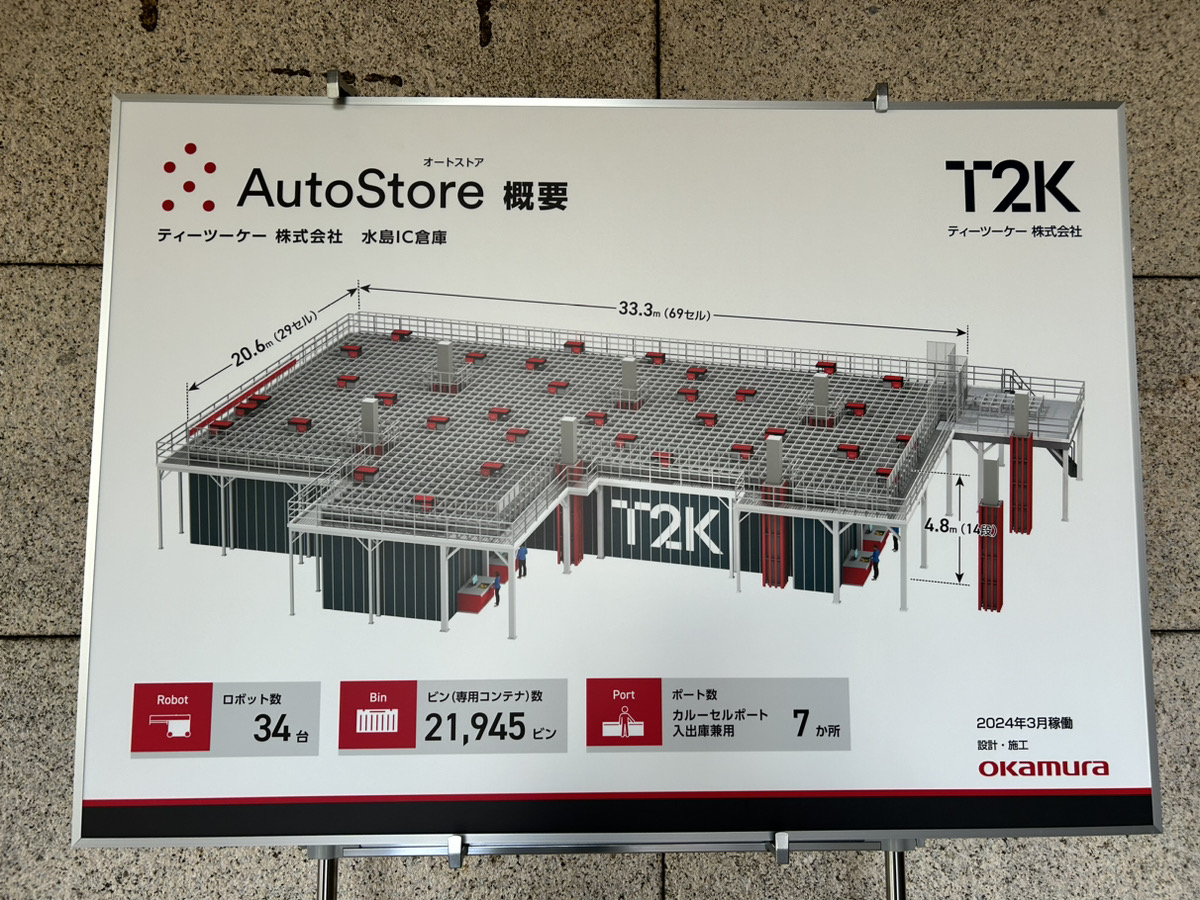 オートストア
AutoStore 概要
ティーツーケー 株式会社 水島IC倉庫
T2K
ティーツーケー 株式会社
20.6m(29セル)
33.3m(69セル)
4.8m(14段)
T2K
Robot
ロボット数
34台
Bin
ビン(専用コンテナ)数
21,945ビン
Port
ポート数
カルーセルポート
入出庫兼用
7か所
2024年3月稼働
設計・施工
okamura